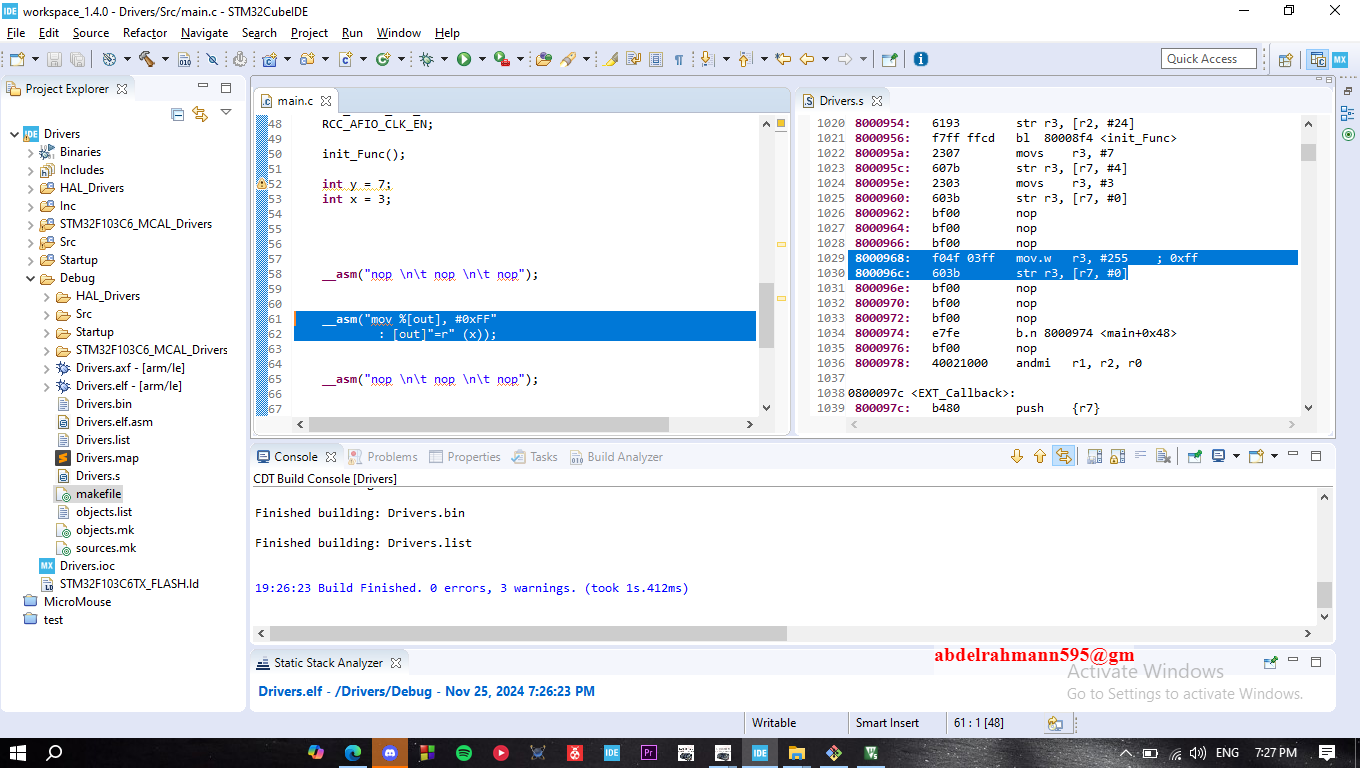 workspace_1.4.0 - Drivers/Src/main.c - STM32CubeIDE
File Edit Source Refactor Navigate Search Project Run Window Help
Quick Access
Project Explorer
Drivers
Binaries
Includes
HAL_Drivers
Inc
STM32F103C6_MCAL_Drivers
Src
Startup
Debug
HAL_Drivers
Src
Startup
STM32F103C6_MCAL_Drivers
Drivers.axf - [arm/le]
Drivers.elf - [arm/le]
Drivers.bin
Drivers.elf.asm
Drivers.list
Drivers.map
Drivers.s
makefile
objects.list
objects.mk
sources.mk
Drivers.ioc
STM32F103C6TX_FLASH.ld
MicroMouse
test
main.c
48 RCC_AFIO_CLK_EN;
49
50 init_Func();
51
52 int y = 7;
53 int x = 3;
54
55
56
57
58 __asm("nop \n\t nop \n\t nop");
59
60
61 __asm("mov %[out], #0xFF"
62 : [out]"=r" (x));
63
64
65 __asm("nop \n\t nop \n\t nop");
66
67
Drivers.s
1020 8000954: 6193 str r3, [r2, #24]
1021 8000956: f7ff ffcd bl 80008f4 <init_Func>
1022 800095a: 2307 movs r3, #7
1023 800095c: 607b str r3, [r7, #4]
1024 800095e: 2303 movs r3, #3
1025 8000960: 603b str r3, [r7, #0]
1026 8000962: bf00 nop
1027 8000964: bf00 nop
1028 8000966: bf00 nop
1029 8000968: f04f 03ff mov.w r3, #255 ; 0xff
1030 800096c: 603b str r3, [r7, #0]
1031 800096e: bf00 nop
1032 8000970: bf00 nop
1033 8000972: bf00 nop
1034 8000974: e7fe b.n 8000974 <main+0x48>
1035 8000976: bf00 nop
1036 8000978: 40021000 andmi r1, r2, r0
1037
1038 0800097c <EXT_Callback>:
1039 800097c: b480 push {r7}
Console Problems Properties Tasks Build Analyzer
CDT Build Console [Drivers]
Finished building: Drivers.bin
Finished building: Drivers.list
19:26:23 Build Finished. 0 errors, 3 warnings. (took 1s.412ms)
abdelrahmann595@gm
Static Stack Analyzer
Activate Windows
Go to Settings to activate Windows.
Drivers.elf - /Drivers/Debug - Nov 25, 2024 7:26:23 PM
Writable Smart Insert 61 : 1 [48]
ENG 7:27 PM